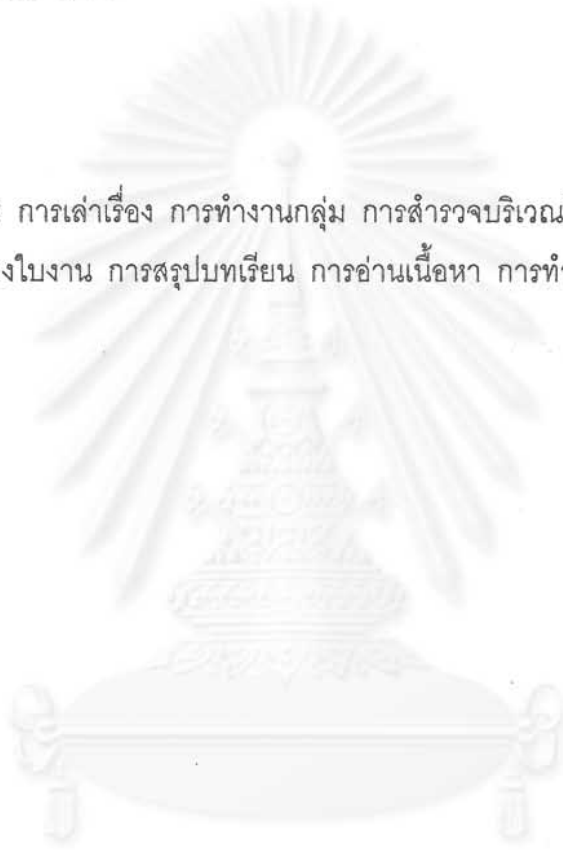 การเล่าเรื่อง การทำงานกลุ่ม การสำรวจบริเวณ
งใบงาน การสรุปบทเรียน การอ่านเนื้อหา การทำ